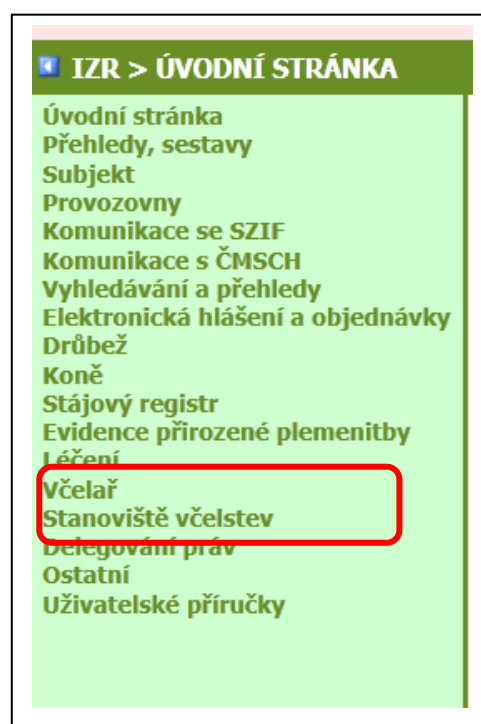 IZR > ÚVODNÍ STRÁNKA
Úvodní stránka
Přehledy, sestavy
Subjekt
Provozovny
Komunikace se SZIF
Komunikace s ČMSCH
Vyhledávání a přehledy
Elektronická hlášení a objednávky
Drůbež
Koně
Stájový registr
Evidence přirozené plemenitby
Léčení
Včelař
Stanoviště včelstev
Delegování práv
Ostatní
Uživatelské příručky